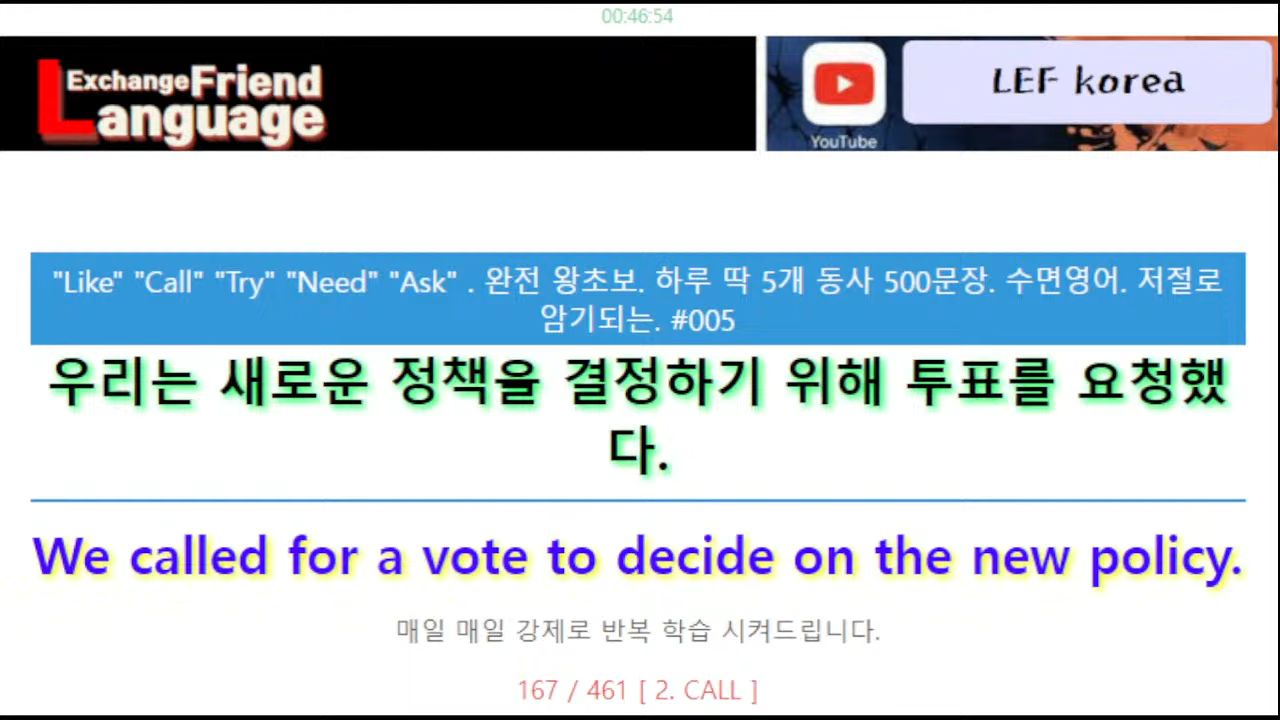 00:46:54
ExchangeFriend
Language
LEF korea
YouTube
"Like" "Call" "Try" "Need" "Ask" . 완전 왕초보. 하루 딱 5개 동사 500문장. 수면영어. 저절로
암기되는. #005
우리는 새로운 정책을 결정하기 위해 투표를 요청했
다.
We called for a vote to decide on the new policy.
매일 매일 강제로 반복 학습 시켜드립니다.
167 / 461 [ 2. CALL ]